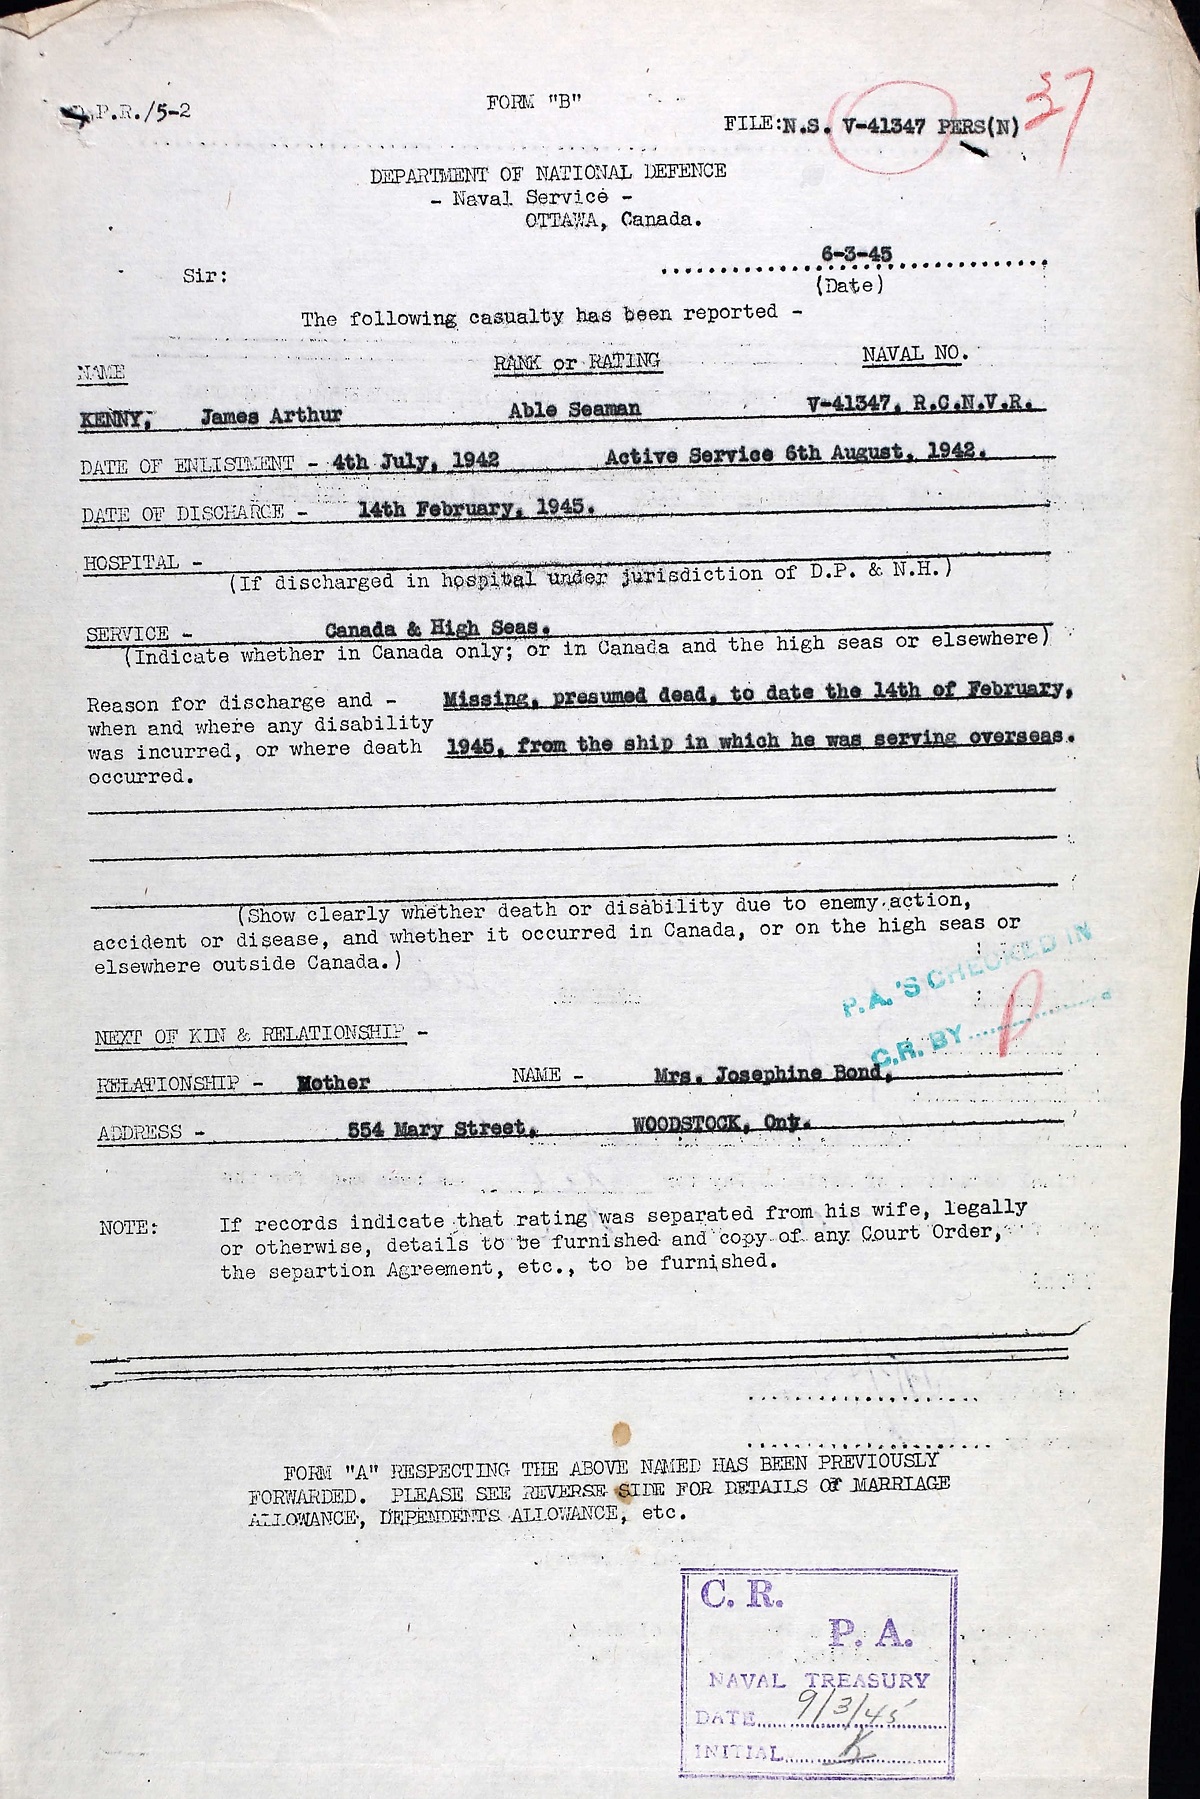 .P.R./5-2
FORM "B"
37
FILE:N.S. V-41347 PERS(N)
DEPARTMENT OF NATIONAL DEFENCE
- Naval Service -
OTTAWA, Canada.
6-3-45
Sir:
(Date)
The following casualty has been reported -
NAME RANK or RATING NAVAL NO.
KENNY, James Arthur Able Seaman V-41347, R.C.N.V.R.
DATE OF ENLISTMENT - 4th July, 1942 Active Service 6th August, 1942.
DATE OF DISCHARGE - 14th February, 1945.
HOSPITAL -
(If discharged in hospital under jurisdiction of D.P. & N.H.)
SERVICE - Canada & High Seas.
(Indicate whether in Canada only; or in Canada and the high seas or elsewhere)
Reason for discharge and - Missing, presumed dead, to date the 14th of February,
when and where any disability
was incurred, or where death 1945, from the ship in which he was serving overseas.
occurred.
(Show clearly whether death or disability due to enemy action,
accident or disease, and whether it occurred in Canada, or on the high seas or
elsewhere outside Canada.)
P.A.'S CHECKED IN
C.R. BY
NEXT OF KIN & RELATIONSHIP -
RELATIONSHIP - Mother NAME - Mrs. Josephine Bond,
ADDRESS - 554 Mary Street, WOODSTOCK, Ont.
NOTE: If records indicate that rating was separated from his wife, legally
or otherwise, details to be furnished and copy of any Court Order,
the separtion Agreement, etc., to be furnished.
FORM "A" RESPECTING THE ABOVE NAMED HAS BEEN PREVIOUSLY
FORWARDED. PLEASE SEE REVERSE SIDE FOR DETAILS Of MARRIAGE
ALLOWANCE, DEPENDENTS ALLOWANCE, etc.
C. R.
P. A.
NAVAL TREASURY
DATE 9/3/45
INITIAL K